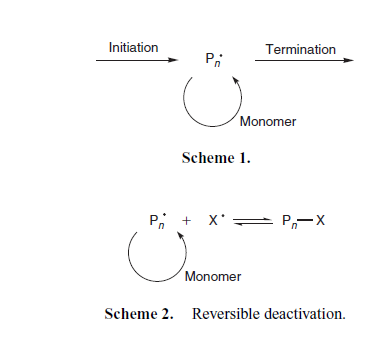 Initiation Pn• Termination
Monomer
Scheme 1.
Pn• + X• ⇌ Pn—X
Monomer
Scheme 2. Reversible deactivation.